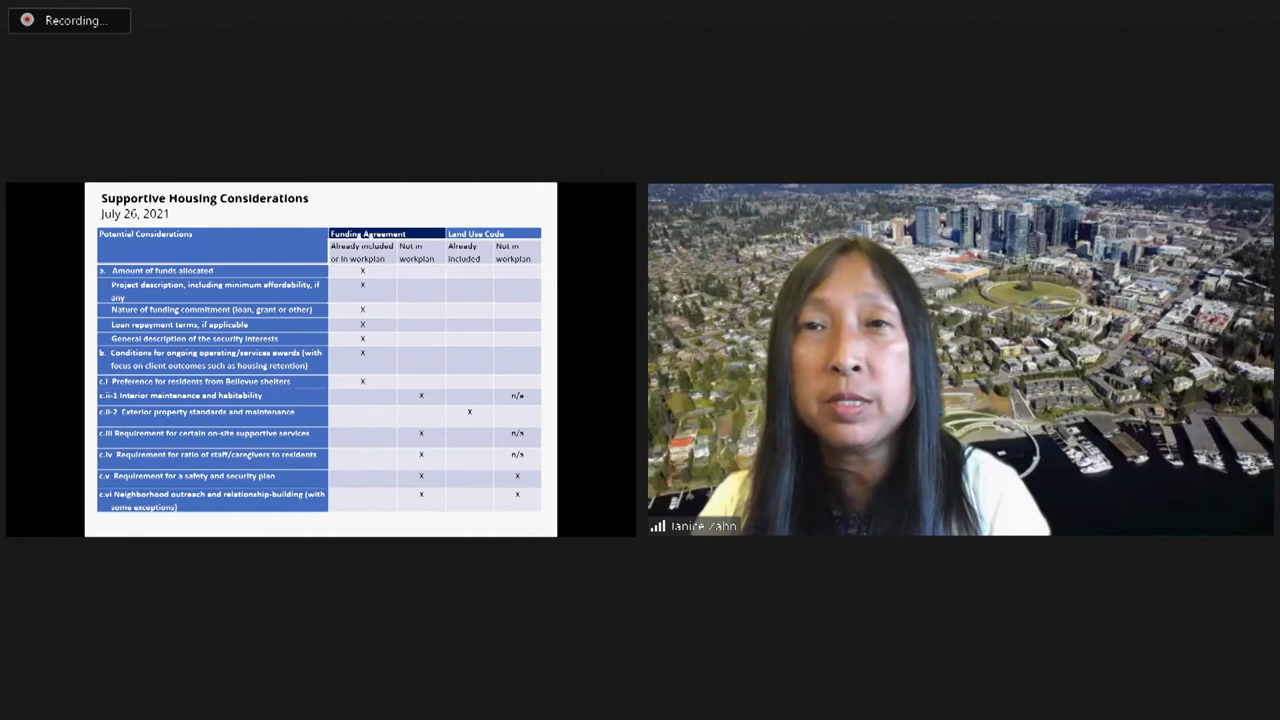 Recording...
Supportive Housing Considerations
July 26, 2021
Potential Considerations
Funding Agreement
Land Use Code
Already included or in workplan
Not in workplan
Already included
Not in workplan
a. Amount of funds allocated X
Project description, including minimum affordability, if any X
Nature of funding commitment (loan, grant or other) X
Loan repayment terms, if applicable X
General description of the security interests X
b. Conditions for ongoing operating/services awards (with focus on client outcomes such as housing retention) X
c.i Preference for residents from Bellevue shelters X
c.ii-1 Interior maintenance and habitability X n/a
c.ii-2 Exterior property standards and maintenance X
c.iii Requirement for certain on-site supportive services X n/a
c.iv Requirement for ratio of staff/caregivers to residents X n/a
c.v Requirement for a safety and security plan X X
c.vi Neighborhood outreach and relationship-building (with some exceptions) X X
Janice Zahn